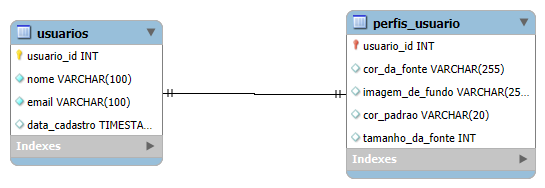 usuarios
usuario_id INT
nome VARCHAR(100)
email VARCHAR(100)
data_cadastro TIMESTA...
Indexes
perfis_usuario
usuario_id INT
cor_da_fonte VARCHAR(255)
imagem_de_fundo VARCHAR(25...
cor_padrao VARCHAR(20)
tamanho_da_fonte INT
Indexes